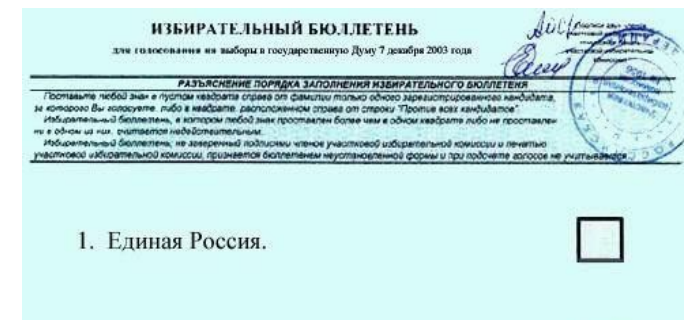 ИЗБИРАТЕЛЬНЫЙ БЮЛЛЕТЕНЬ
для голосования на выборы в государственную Думу 7 декабря 2003 года
РАЗЪЯСНЕНИЕ ПОРЯДКА ЗАПОЛНЕНИЯ ИЗБИРАТЕЛЬНОГО БЮЛЛЕТЕНЯ
Поставьте любой знак в пустом квадрате справа от фамилии только одного зарегистрированного кандидата,
за которого Вы голосуете, либо в квадрате, расположенном справа от строки "Против всех кандидатов".
Избирательный бюллетень, в котором любой знак проставлен более чем в одном квадрате либо не проставлен
ни в одном из них, считается недействительным.
Избирательный бюллетень, не заверенный подписями членов участковой избирательной комиссии и печатью
участковой избирательной комиссии, признается бюллетенем неустановленной формы и при подсчете голосов не учитывается.
1. Единая Россия.